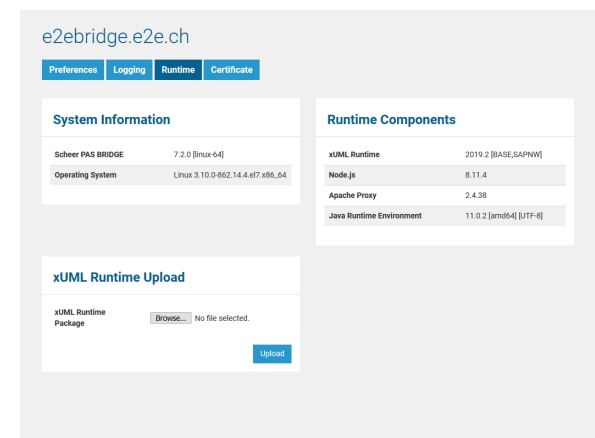 e2ebridge.e2e.ch
Preferences Logging Runtime Certificate
System Information
Scheer PAS BRIDGE 7.2.0 [linux-64]
Operating System Linux 3.10.0-862.14.4.el7.x86_64
Runtime Components
xUML Runtime 2019.2 [BASE,SAPNW]
Node.js 8.11.4
Apache Proxy 2.4.38
Java Runtime Environment 11.0.2 [amd64] [UTF-8]
xUML Runtime Upload
xUML Runtime
Package
Browse... No file selected.
Upload